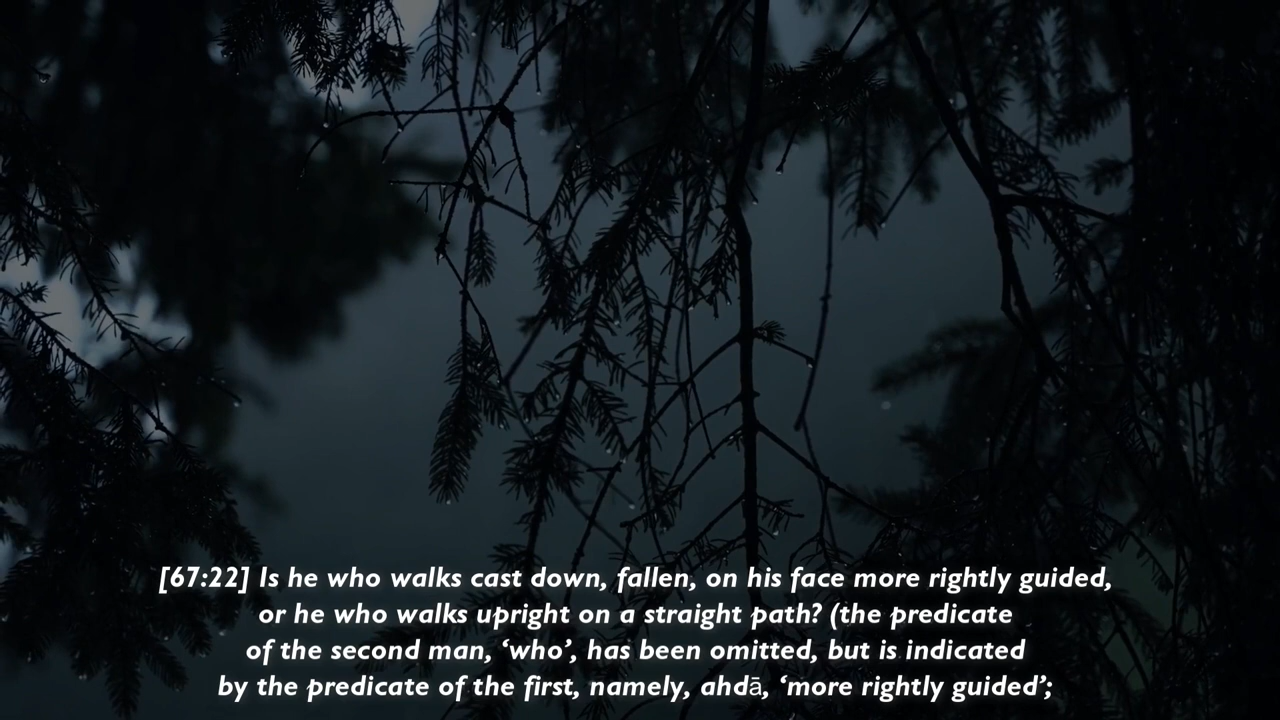 [67:22] Is he who walks cast down, fallen, on his face more rightly guided,
or he who walks upright on a straight path? (the predicate
of the second man, ‘who’, has been omitted, but is indicated
by the predicate of the first, namely, ahdā, ‘more rightly guided’;